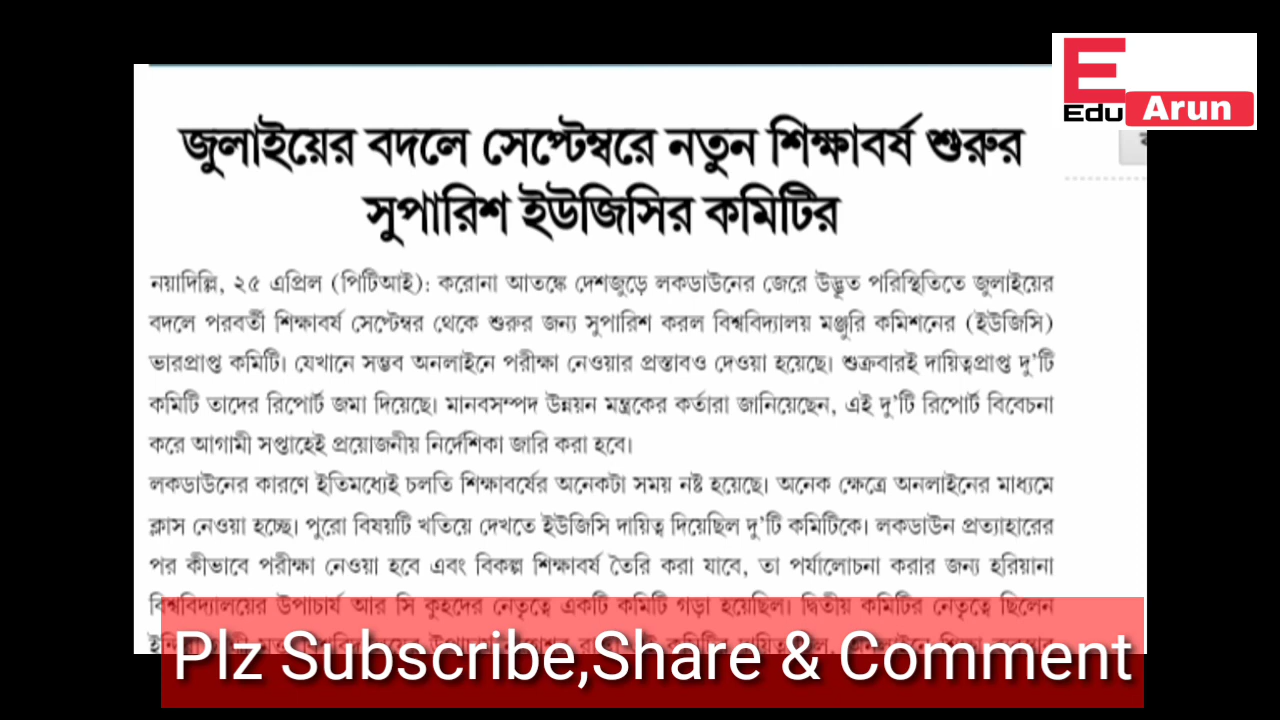 E
Edu Arun
জুলাইয়ের বদলে সেপ্টেম্বরে নতুন শিক্ষাবর্ষ শুরুর
সুপারিশ ইউজিসির কমিটির
নয়াদিল্লি, ২৫ এপ্রিল (পিটিআই): করোনা আতঙ্কে দেশজুড়ে লকডাউনের জেরে উদ্ভূত পরিস্থিতিতে জুলাইয়ের
বদলে পরবর্তী শিক্ষাবর্ষ সেপ্টেম্বর থেকে শুরুর জন্য সুপারিশ করল বিশ্ববিদ্যালয় মঞ্জুরি কমিশনের (ইউজিসি)
ভারপ্রাপ্ত কমিটি। যেখানে সম্ভব অনলাইনে পরীক্ষা নেওয়ার প্রস্তাবও দেওয়া হয়েছে। শুক্রবারই দায়িত্বপ্রাপ্ত দু’টি
কমিটি তাদের রিপোর্ট জমা দিয়েছে। মানবসম্পদ উন্নয়ন মন্ত্রকের কর্তারা জানিয়েছেন, এই দু’টি রিপোর্ট বিবেচনা
করে আগামী সপ্তাহেই প্রয়োজনীয় নির্দেশিকা জারি করা হবে।
লকডাউনের কারণে ইতিমধ্যেই চলতি শিক্ষাবর্ষের অনেকটা সময় নষ্ট হয়েছে। অনেক ক্ষেত্রে অনলাইনের মাধ্যমে
ক্লাস নেওয়া হচ্ছে। পুরো বিষয়টি খতিয়ে দেখতে ইউজিসি দায়িত্ব দিয়েছিল দু’টি কমিটিকে। লকডাউন প্রত্যাহারের
পর কীভাবে পরীক্ষা নেওয়া হবে এবং বিকল্প শিক্ষাবর্ষ তৈরি করা যাবে, তা পর্যালোচনা করার জন্য হরিয়ানা
বিশ্ববিদ্যালয়ের উপাচার্য আর সি কুহদের নেতৃত্বে একটি কমিটি গড়া হয়েছিল। দ্বিতীয় কমিটির নেতৃত্বে ছিলেন
Plz Subscribe,Share & Comment